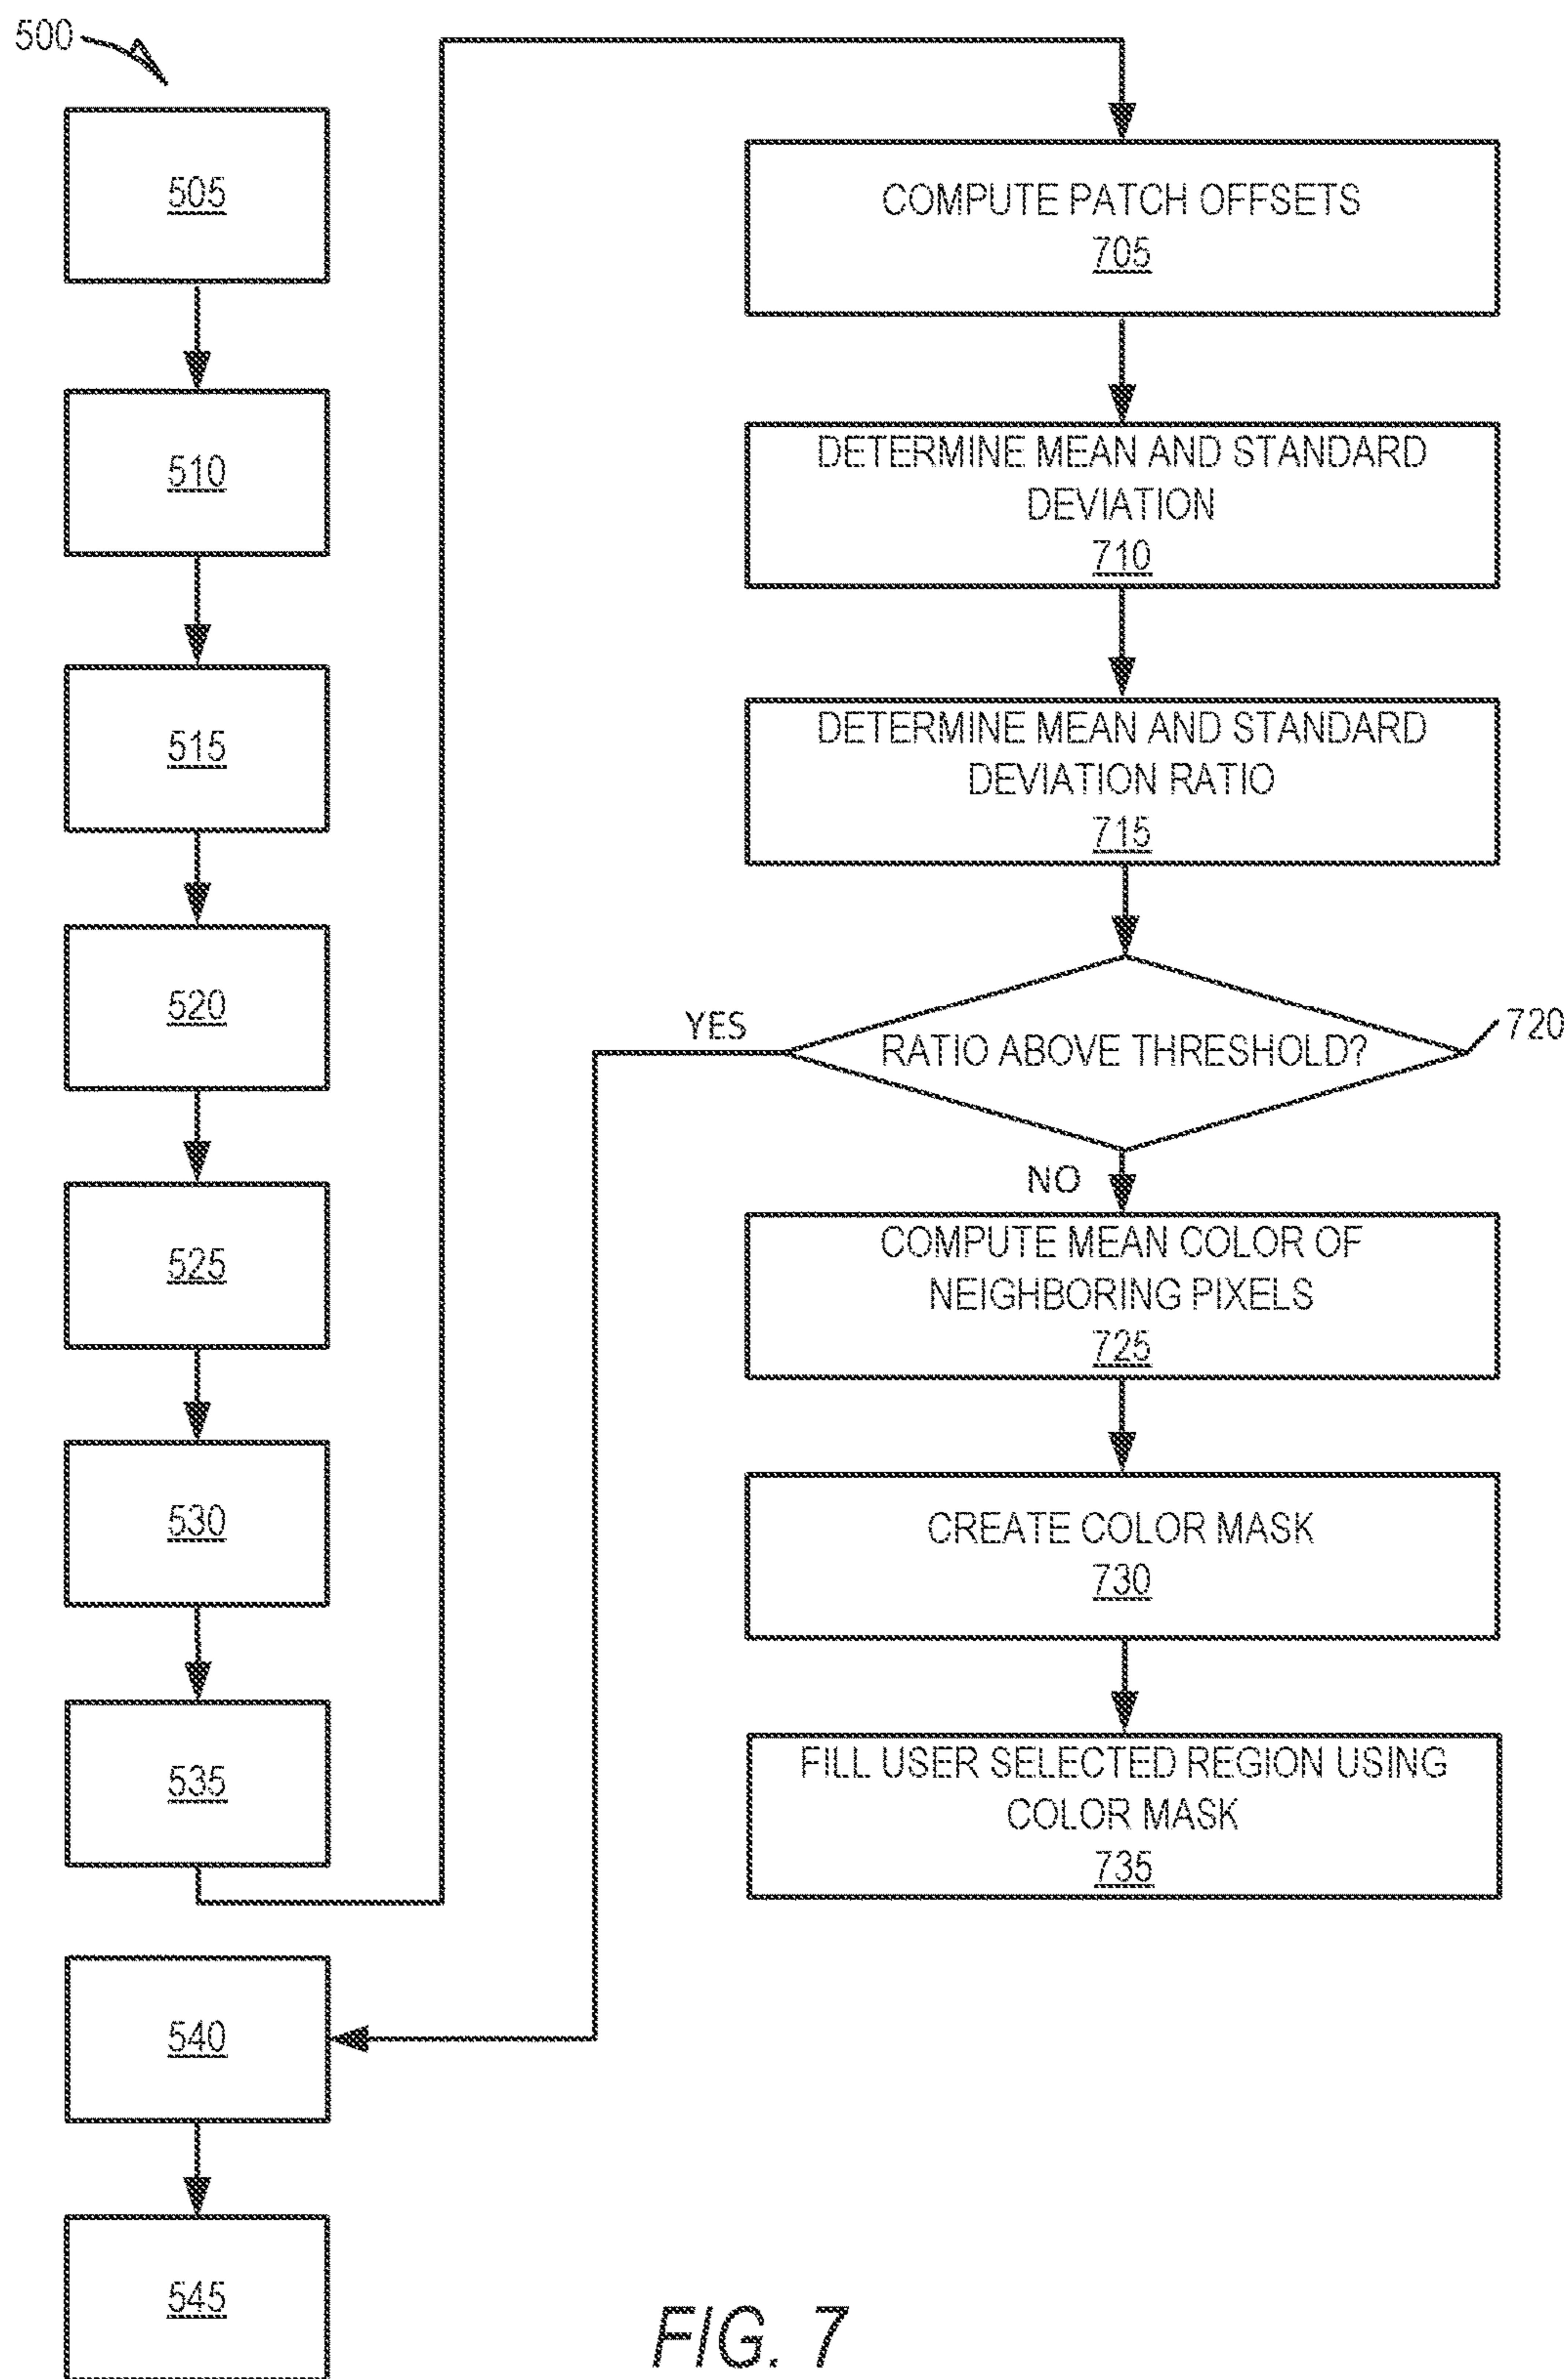 500
505
510
515
520
525
530
535
540
545
COMPUTE PATCH OFFSETS
705
DETERMINE MEAN AND STANDARD
DEVIATION
710
DETERMINE MEAN AND STANDARD
DEVIATION RATIO
715
RATIO ABOVE THRESHOLD?
720
YES
NO
COMPUTE MEAN COLOR OF
NEIGHBORING PIXELS
725
CREATE COLOR MASK
730
FILL USER SELECTED REGION USING
COLOR MASK
735
FIG. 7